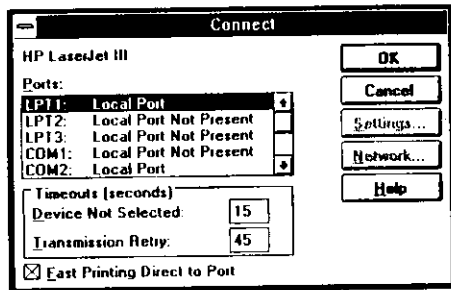 Connect
HP LaserJet III
OK
Ports:
LPT1: Local Port
LPT2: Local Port Not Present
LPT3: Local Port Not Present
COM1: Local Port Not Present
COM2: Local Port
Cancel
Settings...
Network...
Help
Timeouts (seconds)
Device Not Selected: 15
Transmission Retry: 45
Fast Printing Direct to Port